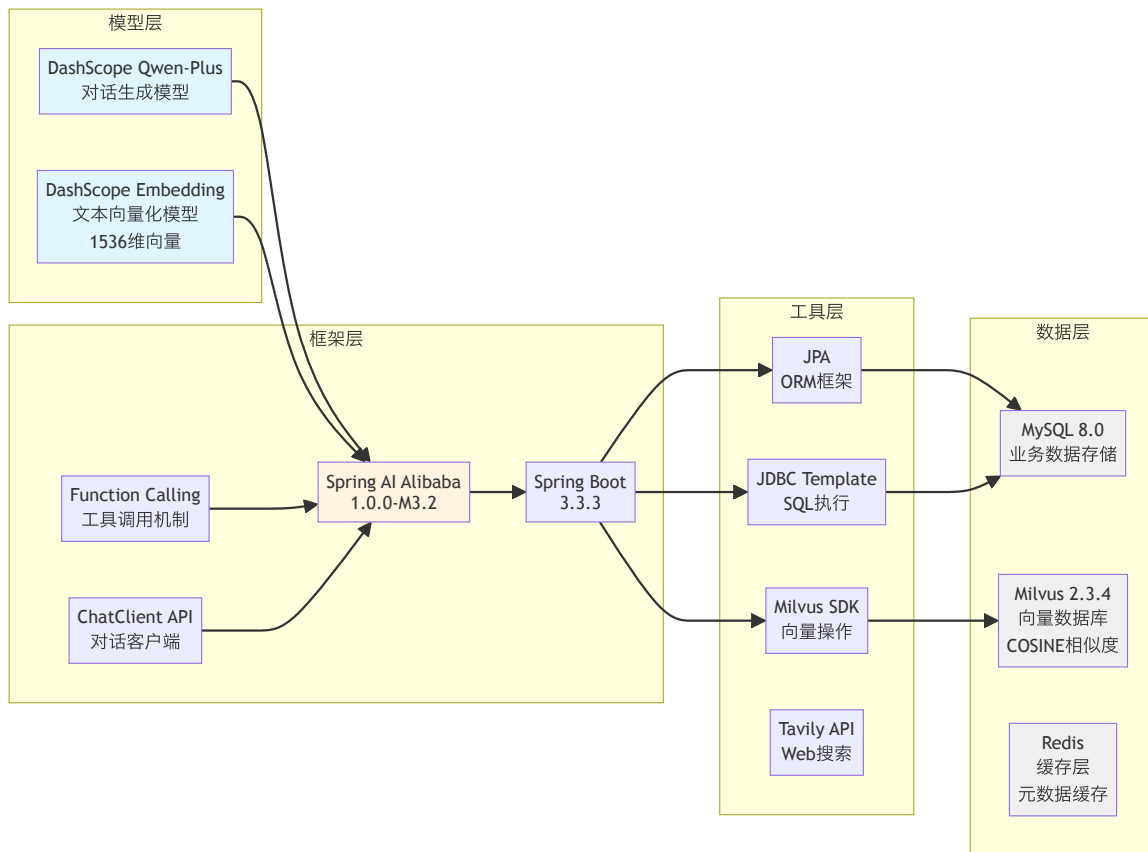 模型层
DashScope Qwen-Plus
对话生成模型
DashScope Embedding
文本向量化模型
1536维向量
框架层
Function Calling
工具调用机制
ChatClient API
对话客户端
Spring AI Alibaba
1.0.0-M3.2
Spring Boot
3.3.3
工具层
JPA
ORM框架
JDBC Template
SQL执行
Milvus SDK
向量操作
Tavily API
Web搜索
数据层
MySQL 8.0
业务数据存储
Milvus 2.3.4
向量数据库
COSINE相似度
Redis
缓存层
元数据缓存